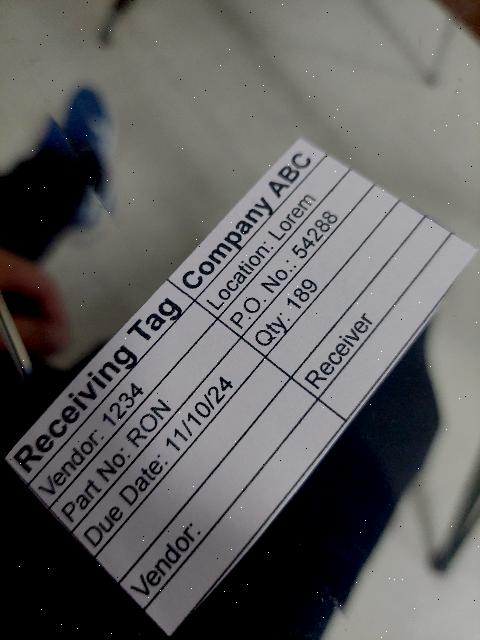 Receiving Tag Company ABC
Vendor: 1234 Location: Lorem
Part No: RON P.O. No.: 54288
Due Date: 11/10/24 Qty: 189
Vendor: Receiver